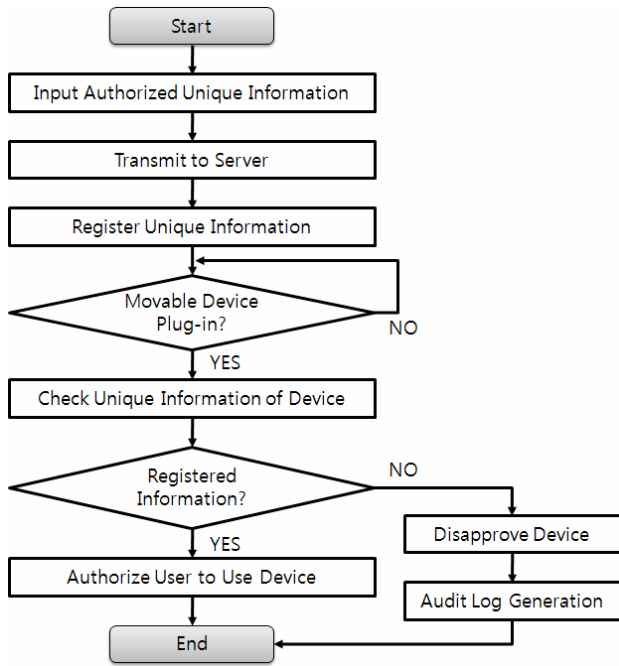 Start
Input Authorized Unique Information
Transmit to Server
Register Unique Information
Movable Device
Plug-in?
NO
YES
Check Unique Information of Device
Registered
Information?
NO
YES
Disapprove Device
Authorize User to Use Device
Audit Log Generation
End